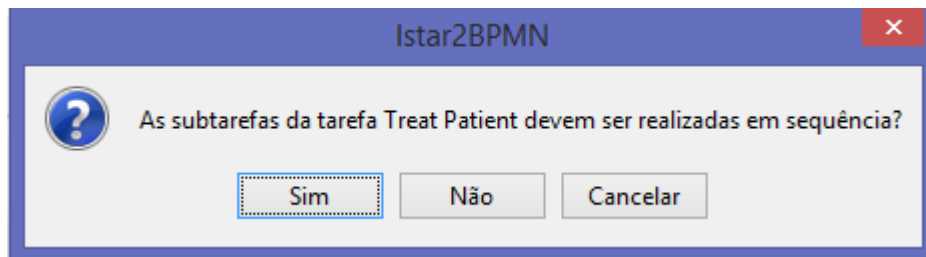 Istar2BPMN
As subtarefas da tarefa Treat Patient devem ser realizadas em sequência?
Sim Não Cancelar